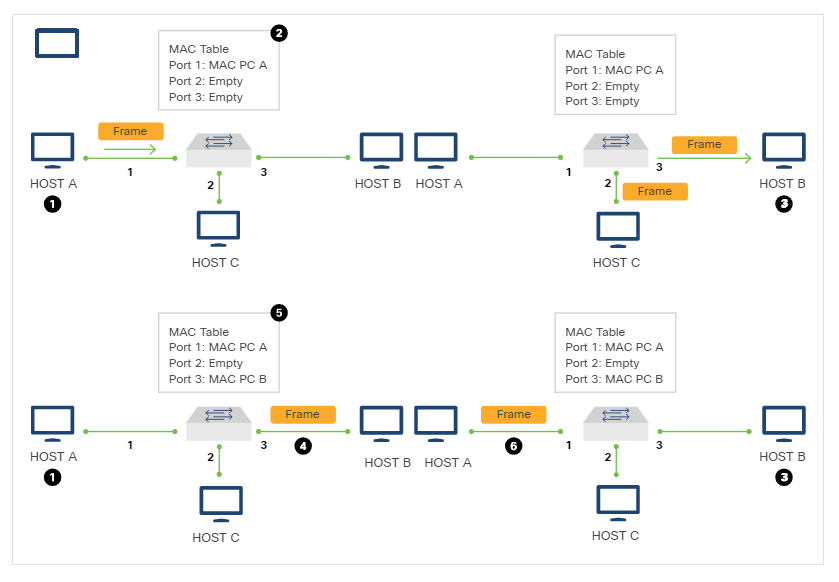 2
MAC Table
Port 1: MAC PC A
Port 2: Empty
Port 3: Empty
Frame
1
2
3
HOST A
1
HOST B
HOST C
MAC Table
Port 1: MAC PC A
Port 2: Empty
Port 3: Empty
Frame
1
2
3
Frame
HOST A
HOST B
3
HOST C
5
MAC Table
Port 1: MAC PC A
Port 2: Empty
Port 3: MAC PC B
Frame
1
2
3
4
HOST A
1
HOST B
HOST C
MAC Table
Port 1: MAC PC A
Port 2: Empty
Port 3: MAC PC B
Frame
6
1
2
3
HOST A
HOST B
3
HOST C